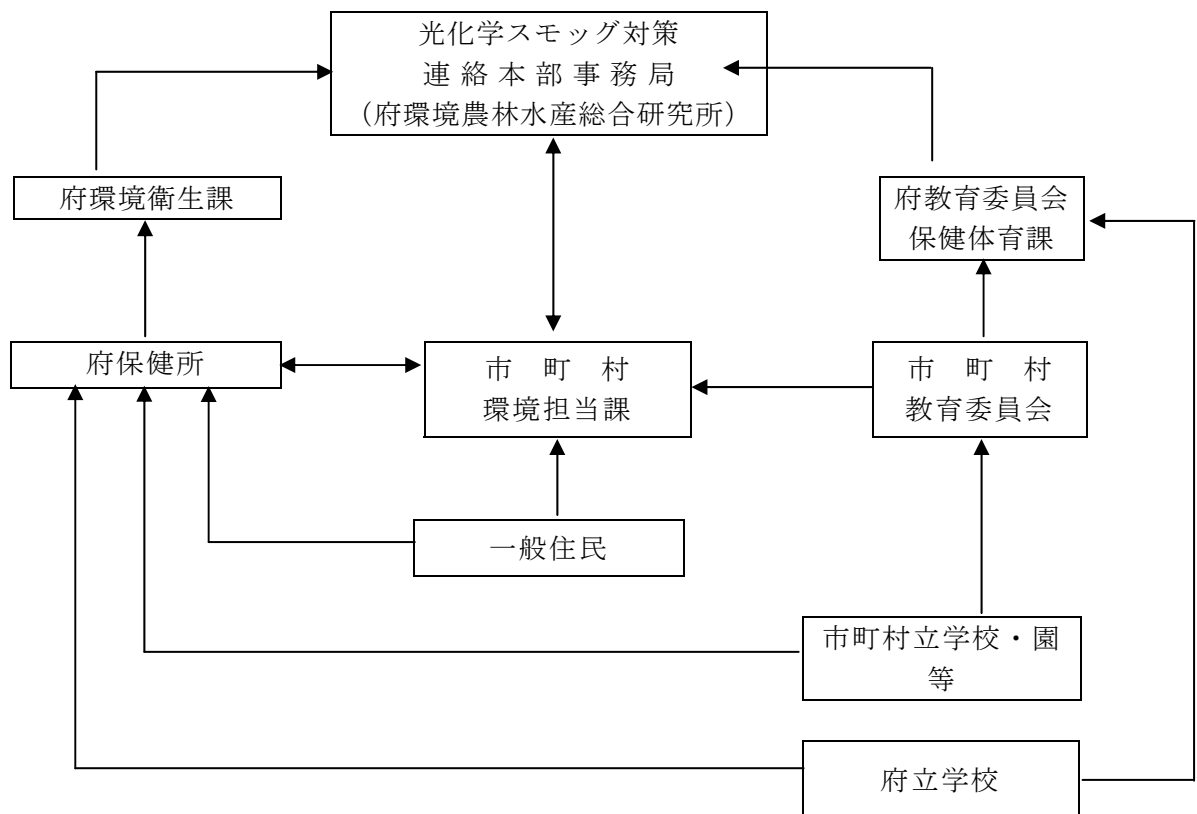 光化学スモッグ対策
連絡本部事務局
（府環境農林水産総合研究所）
府環境衛生課
府教育委員会
保健体育課
府保健所
市　町　村
環境担当課
市　町　村
教育委員会
一般住民
市町村立学校・園
等
府立学校